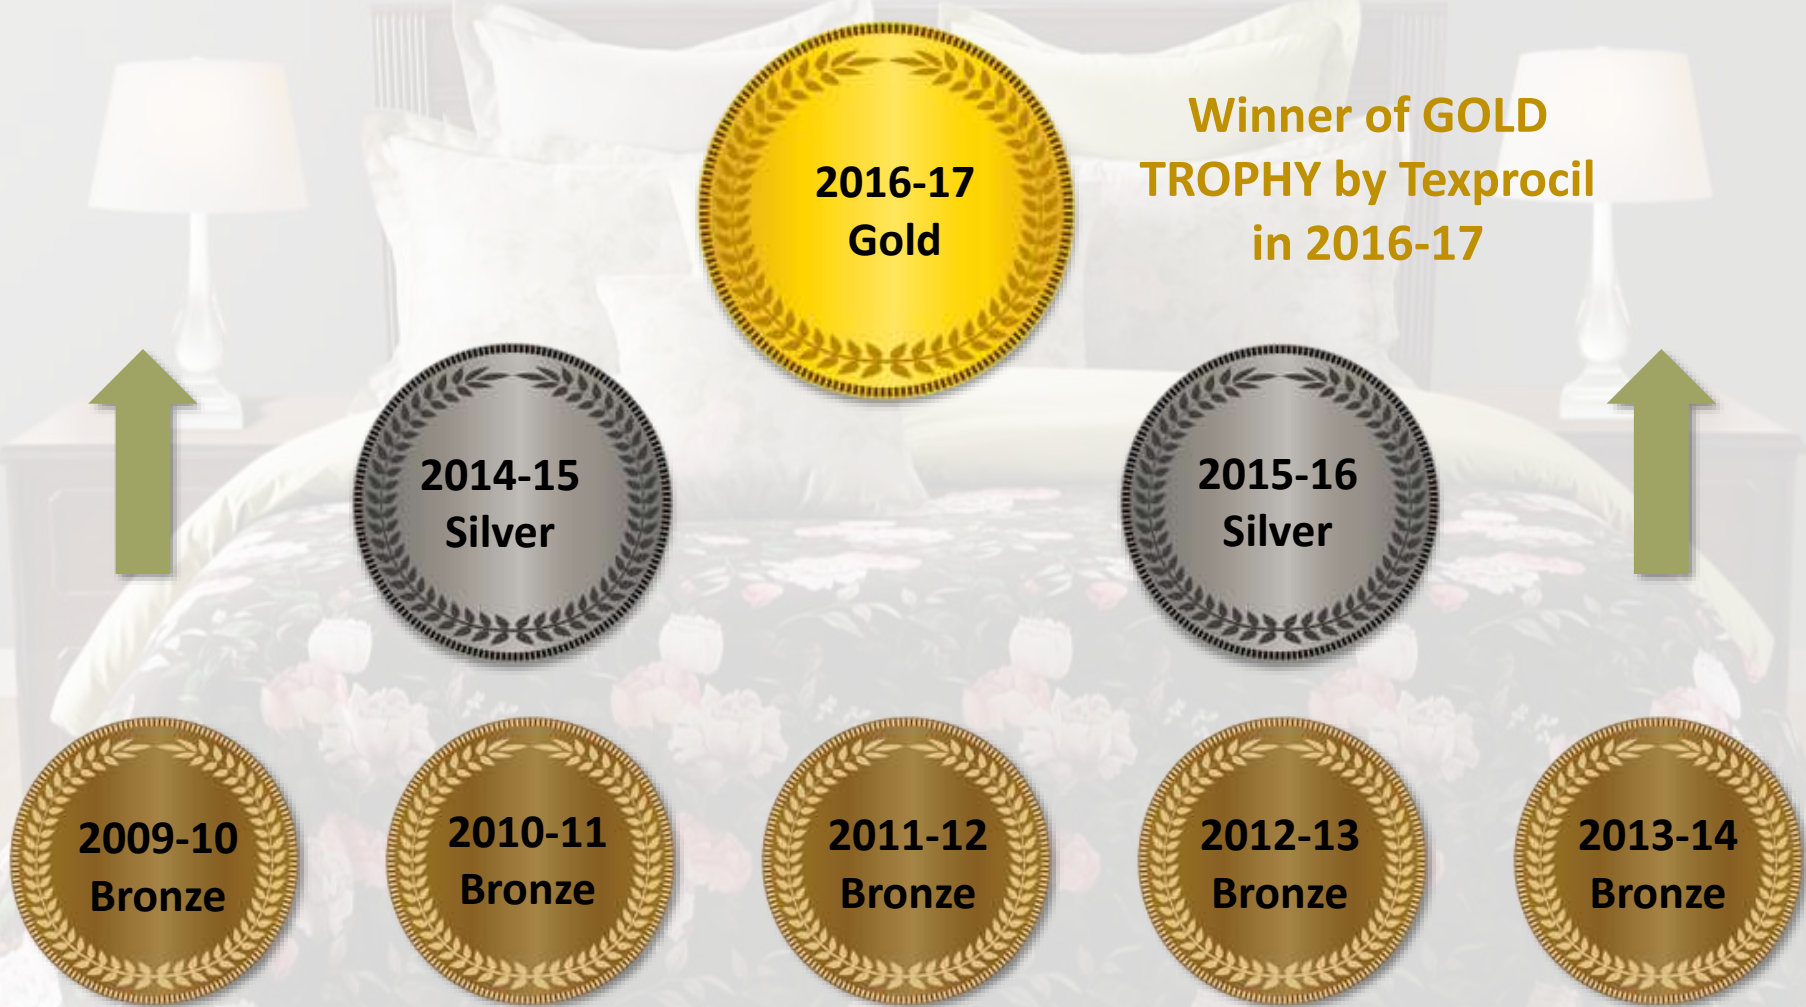 2016-17
Gold
Winner of GOLD
TROPHY by Texprocil
in 2016-17
2014-15
Silver
2015-16
Silver
2009-10
Bronze
2010-11
Bronze
2011-12
Bronze
2012-13
Bronze
2013-14
Bronze